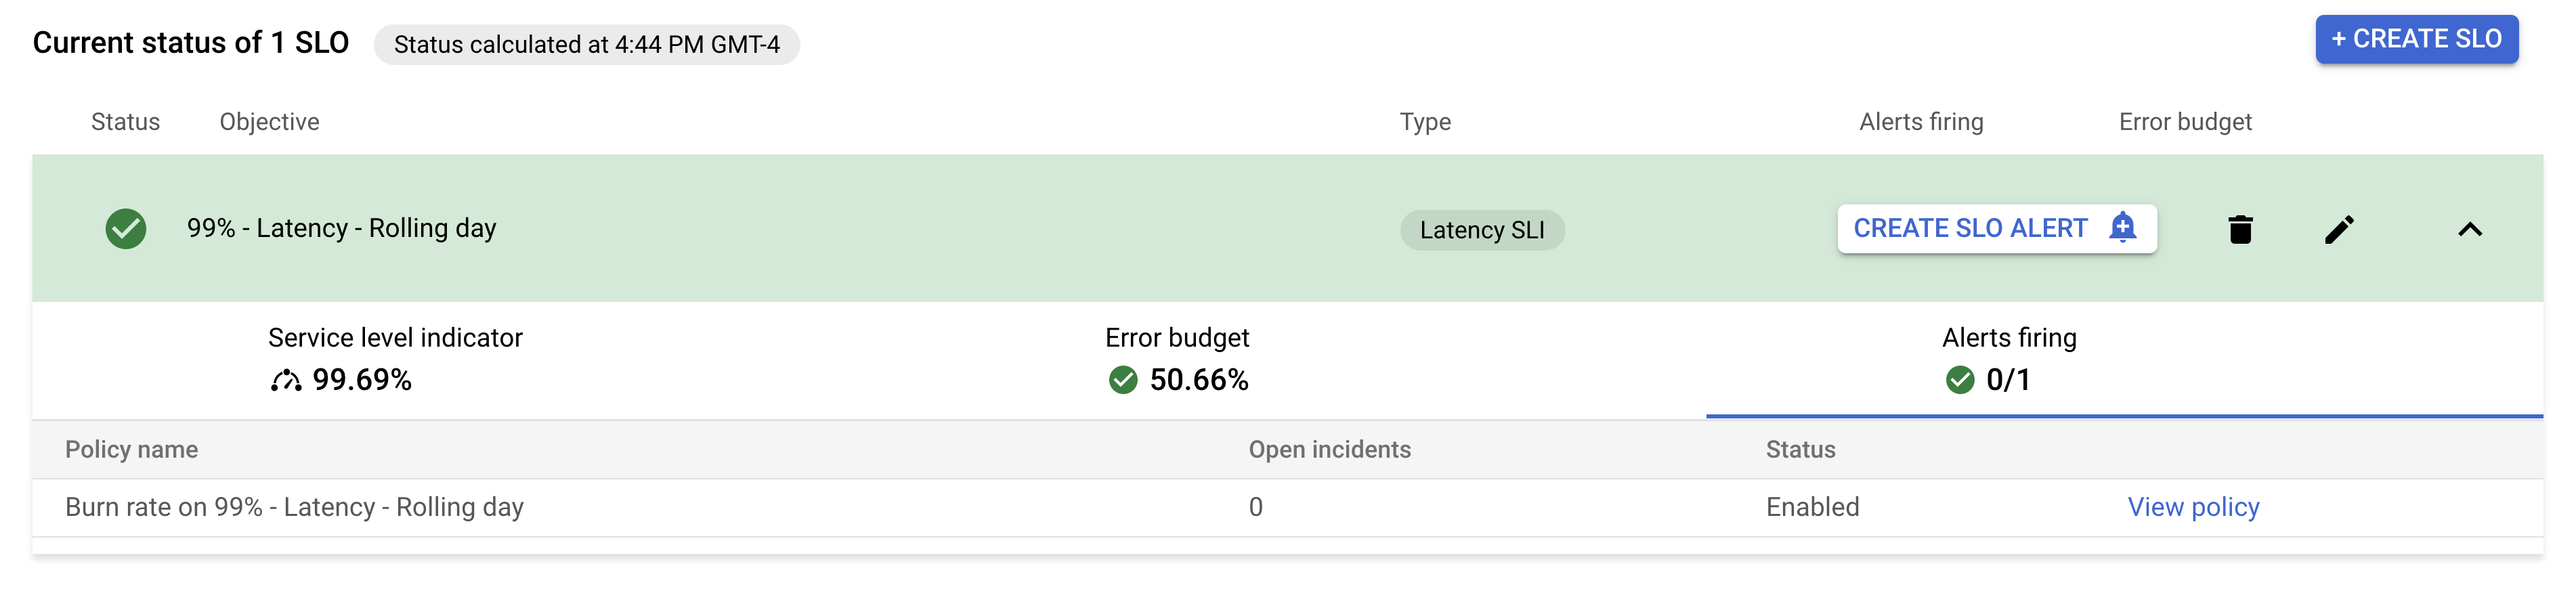 Current status of 1 SLO Status calculated at 4:44 PM GMT-4 + CREATE SLO
Status Objective Type Alerts firing Error budget
99% - Latency - Rolling day Latency SLI CREATE SLO ALERT
Service level indicator Error budget Alerts firing
99.69% 50.66% 0/1
Policy name Open incidents Status
Burn rate on 99% - Latency - Rolling day 0 Enabled View policy